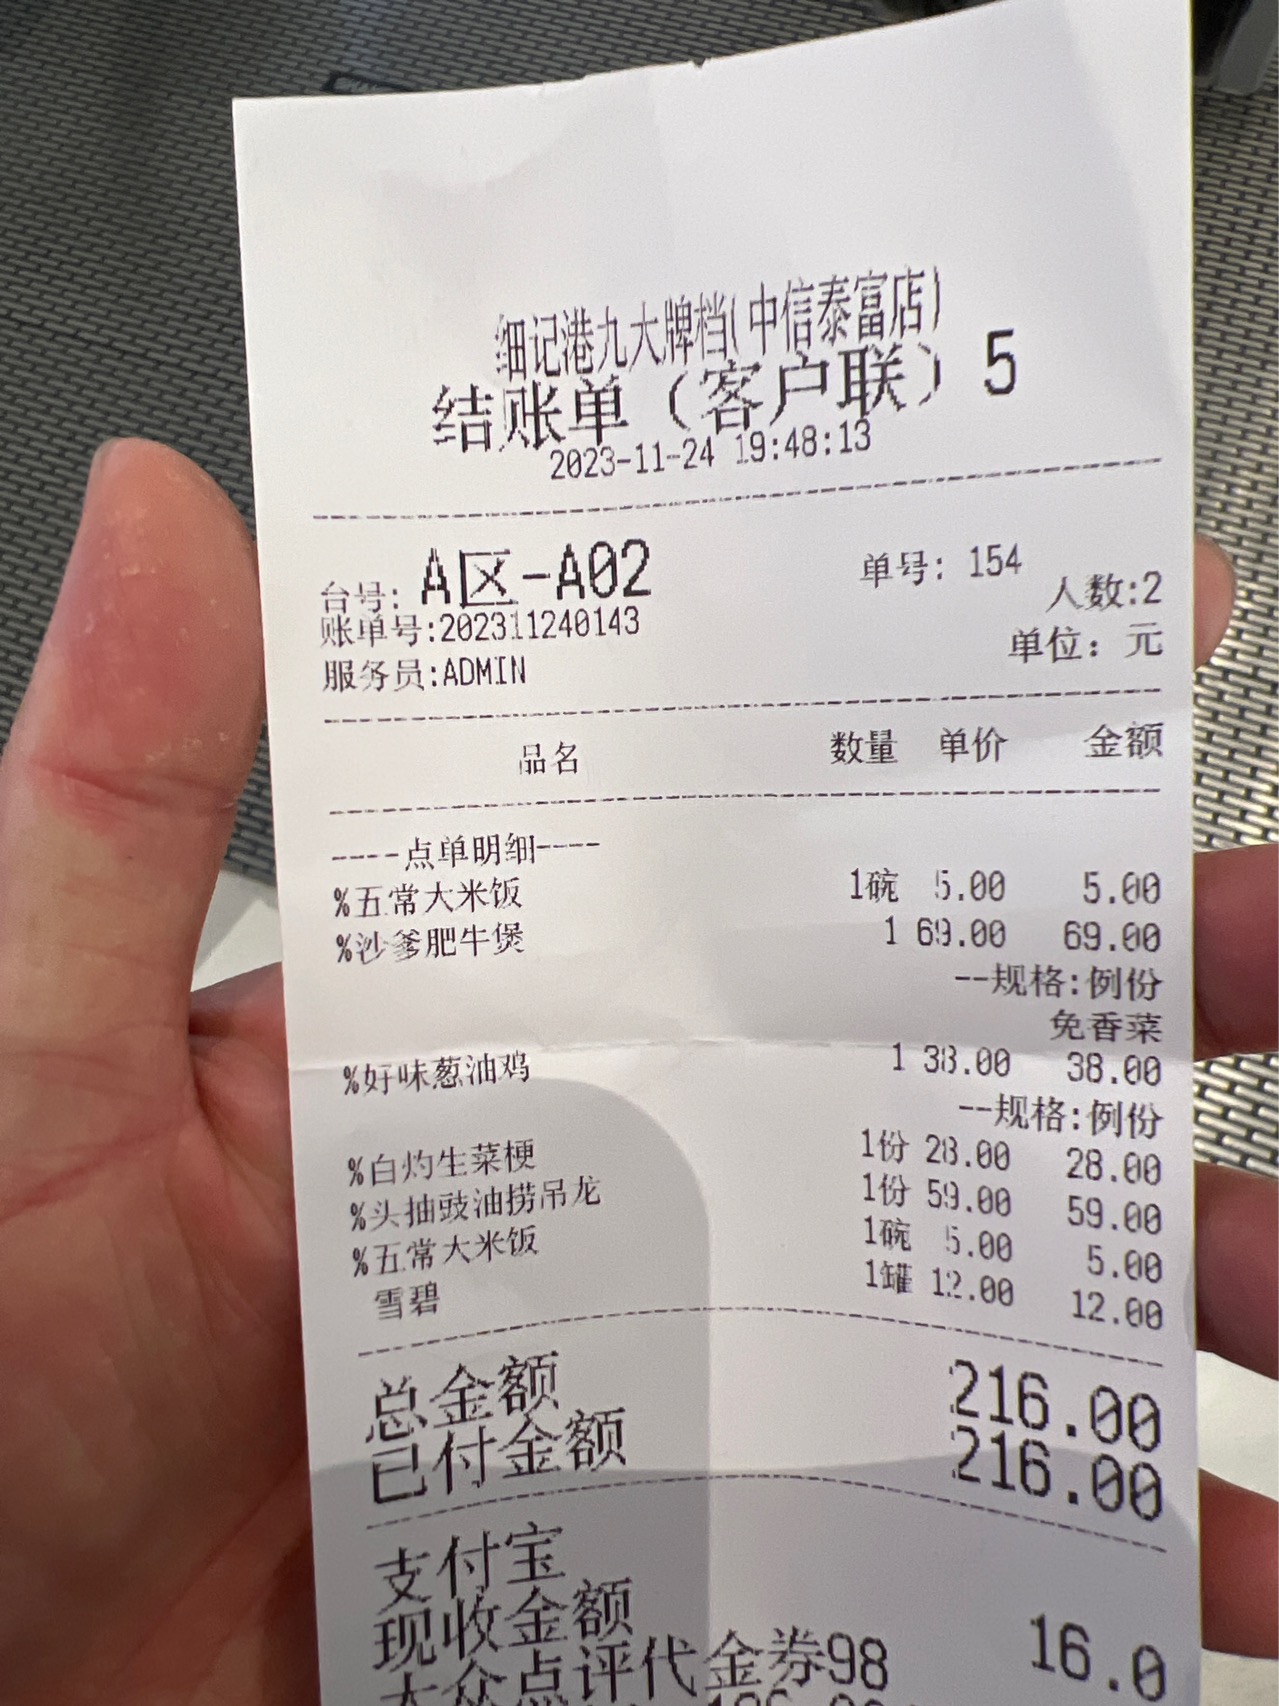 细记港九大牌档(中信泰富店)
结账单（客户联）5
2023-11-24 19:48:13
台号: A区-A02 单号: 154
人数:2
账单号:202311240143
单位: 元
服务员:ADMIN
品名 数量 单价 金额
----点单明细----
%五常大米饭 1碗 5.00 5.00
%沙爹肥牛煲 1 69.00 69.00
--规格:例份
免香菜
%好味葱油鸡 1 38.00 38.00
--规格:例份
%白灼生菜梗 1份 28.00 28.00
%头抽豉油捞吊龙 1份 59.00 59.00
%五常大米饭 1碗 5.00 5.00
雪碧 1罐 12.00 12.00
总金额 216.00
已付金额 216.00
支付宝
现收金额 16.0
大众点评代金券98